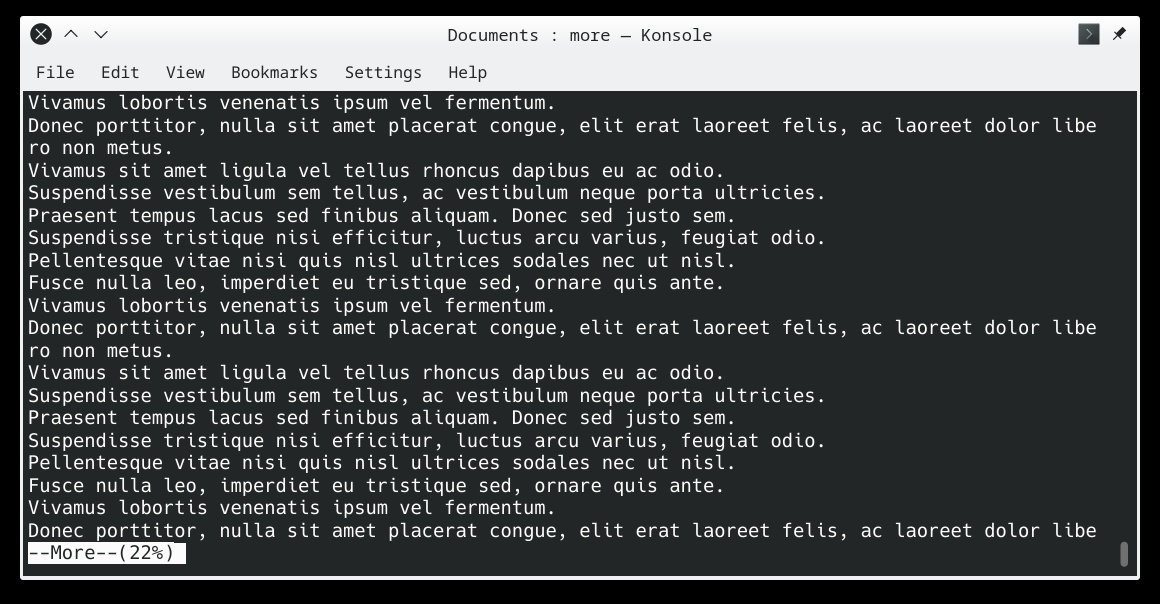 Documents : more — Konsole
File Edit View Bookmarks Settings Help
Vivamus lobortis venenatis ipsum vel fermentum.
Donec porttitor, nulla sit amet placerat congue, elit erat laoreet felis, ac laoreet dolor libe
ro non metus.
Vivamus sit amet ligula vel tellus rhoncus dapibus eu ac odio.
Suspendisse vestibulum sem tellus, ac vestibulum neque porta ultricies.
Praesent tempus lacus sed finibus aliquam. Donec sed justo sem.
Suspendisse tristique nisi efficitur, luctus arcu varius, feugiat odio.
Pellentesque vitae nisi quis nisl ultrices sodales nec ut nisl.
Fusce nulla leo, imperdiet eu tristique sed, ornare quis ante.
Vivamus lobortis venenatis ipsum vel fermentum.
Donec porttitor, nulla sit amet placerat congue, elit erat laoreet felis, ac laoreet dolor libe
ro non metus.
Vivamus sit amet ligula vel tellus rhoncus dapibus eu ac odio.
Suspendisse vestibulum sem tellus, ac vestibulum neque porta ultricies.
Praesent tempus lacus sed finibus aliquam. Donec sed justo sem.
Suspendisse tristique nisi efficitur, luctus arcu varius, feugiat odio.
Pellentesque vitae nisi quis nisl ultrices sodales nec ut nisl.
Fusce nulla leo, imperdiet eu tristique sed, ornare quis ante.
Vivamus lobortis venenatis ipsum vel fermentum.
Donec porttitor, nulla sit amet placerat congue, elit erat laoreet felis, ac laoreet dolor libe
--More--(22%)